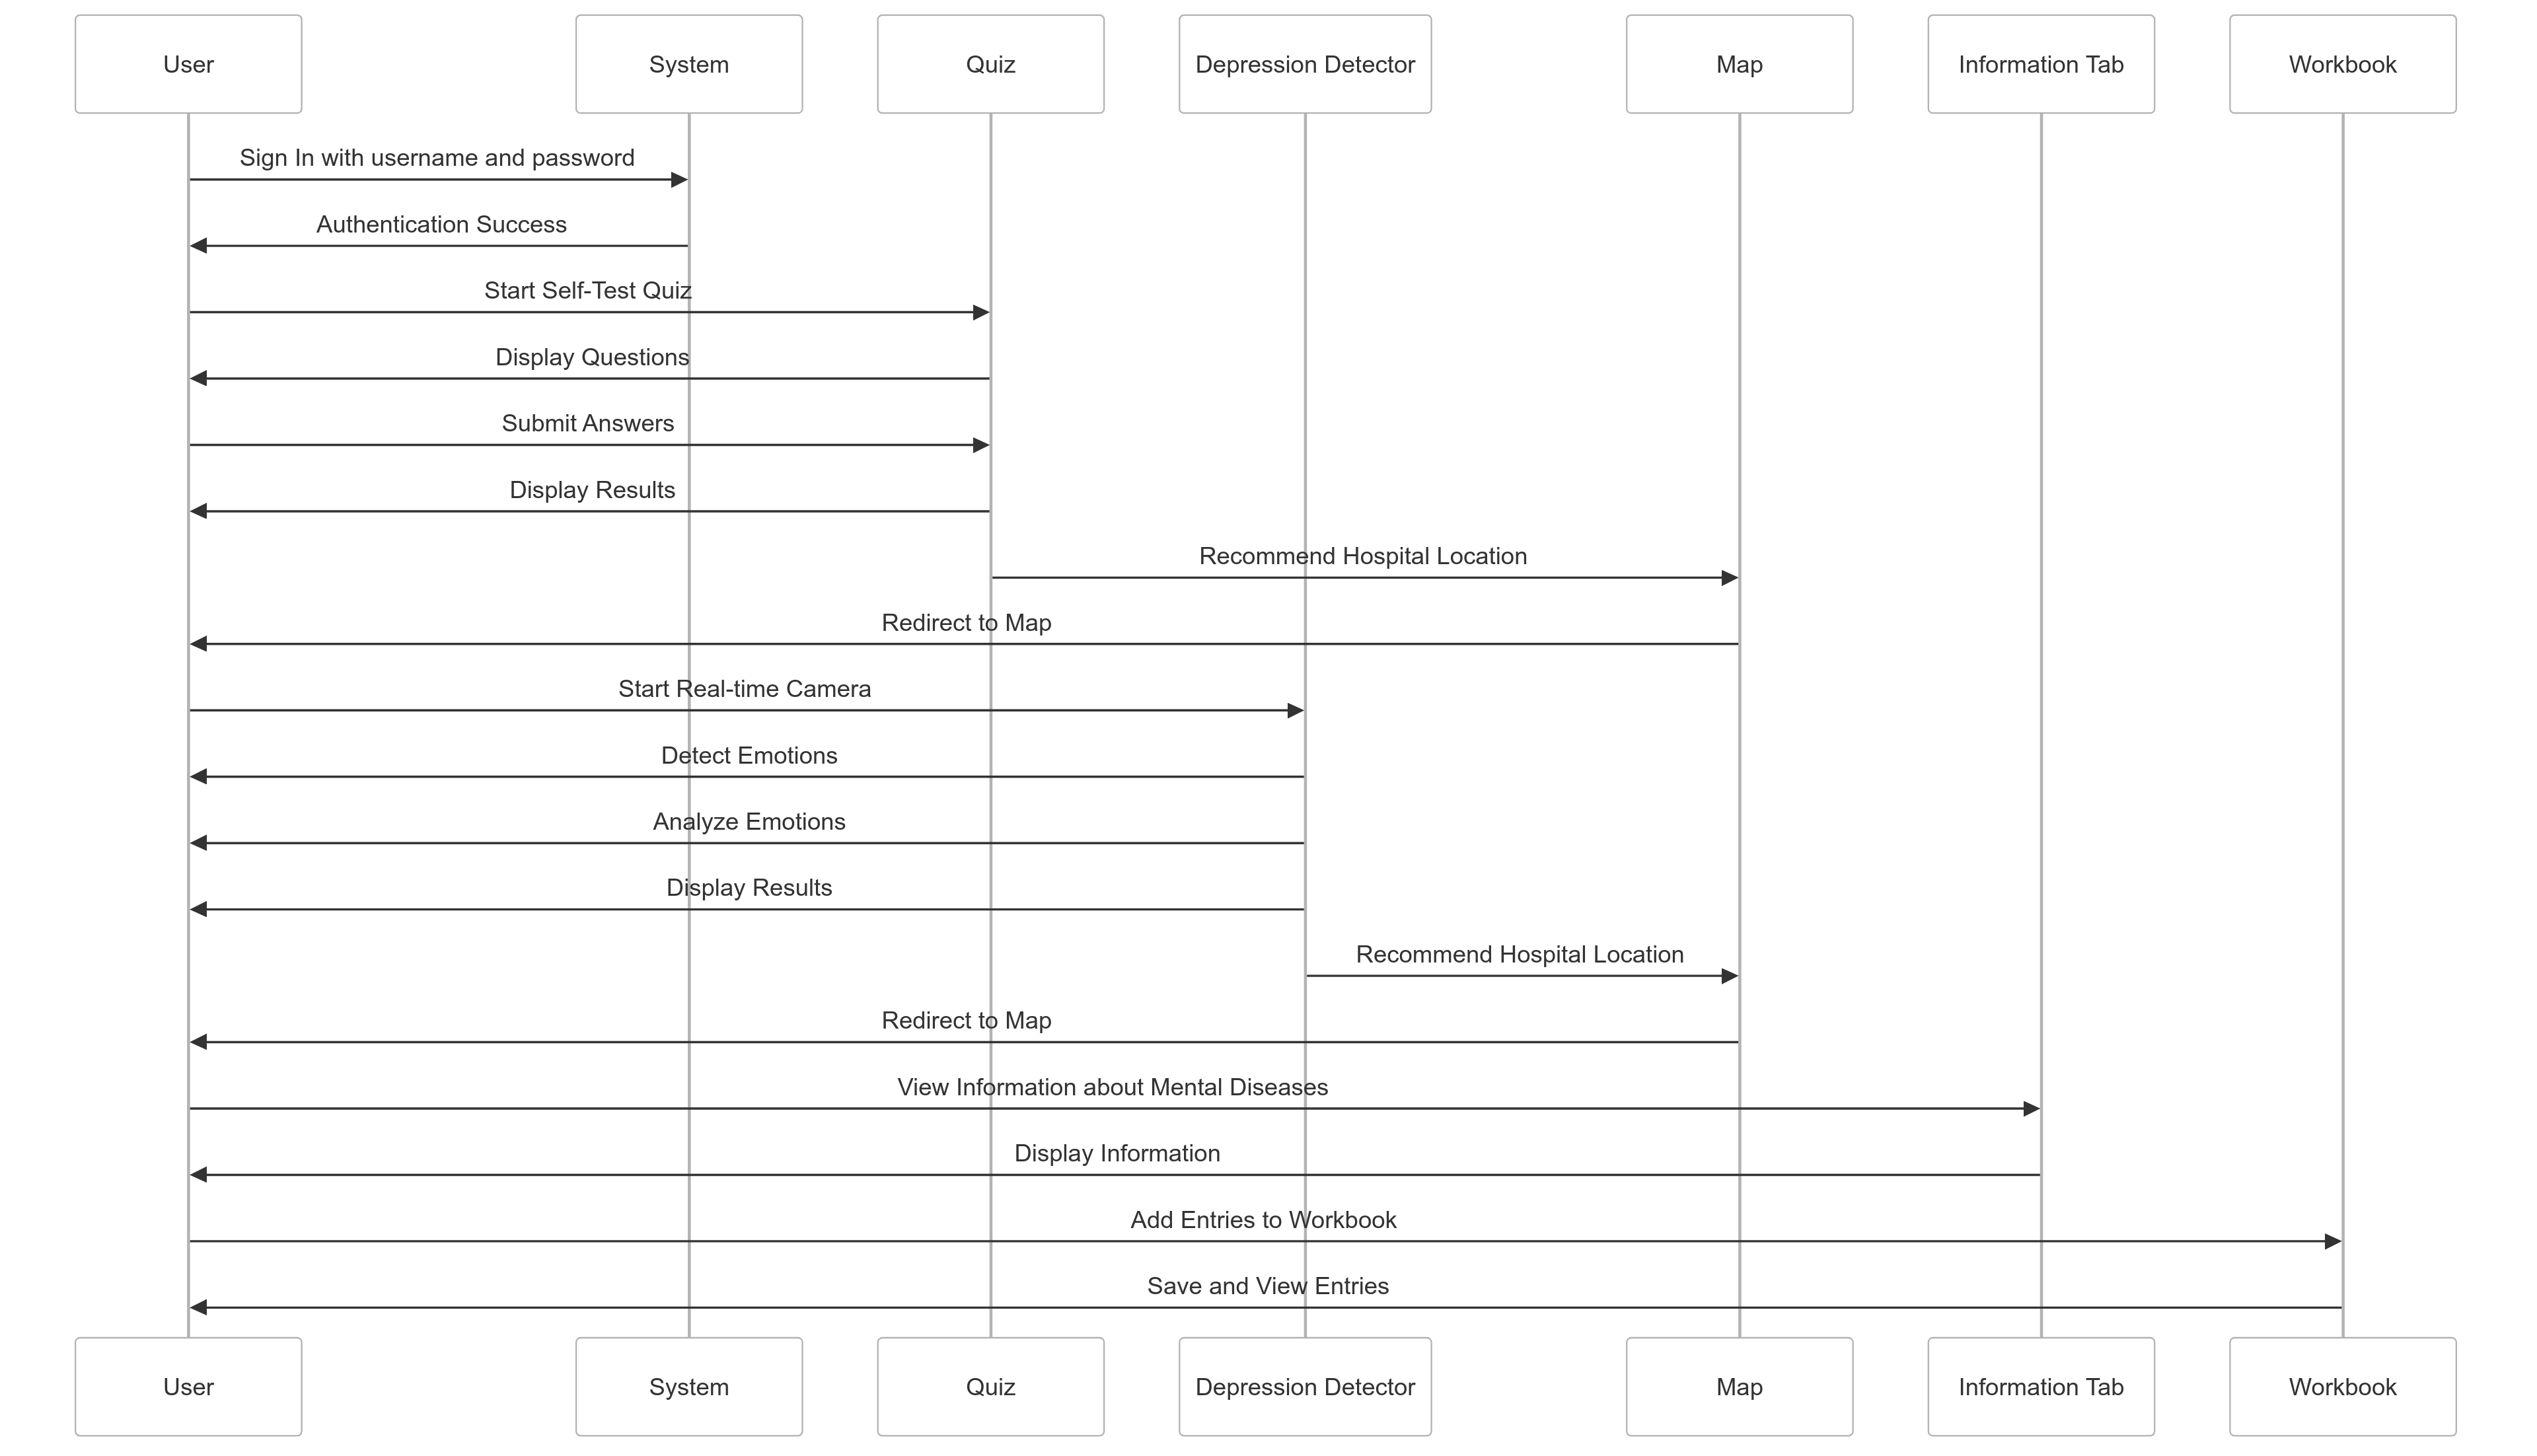 User
System
Quiz
Depression Detector
Map
Information Tab
Workbook
Sign In with username and password
Authentication Success
Start Self-Test Quiz
Display Questions
Submit Answers
Display Results
Recommend Hospital Location
Redirect to Map
Start Real-time Camera
Detect Emotions
Analyze Emotions
Display Results
Recommend Hospital Location
Redirect to Map
View Information about Mental Diseases
Display Information
Add Entries to Workbook
Save and View Entries
User
System
Quiz
Depression Detector
Map
Information Tab
Workbook